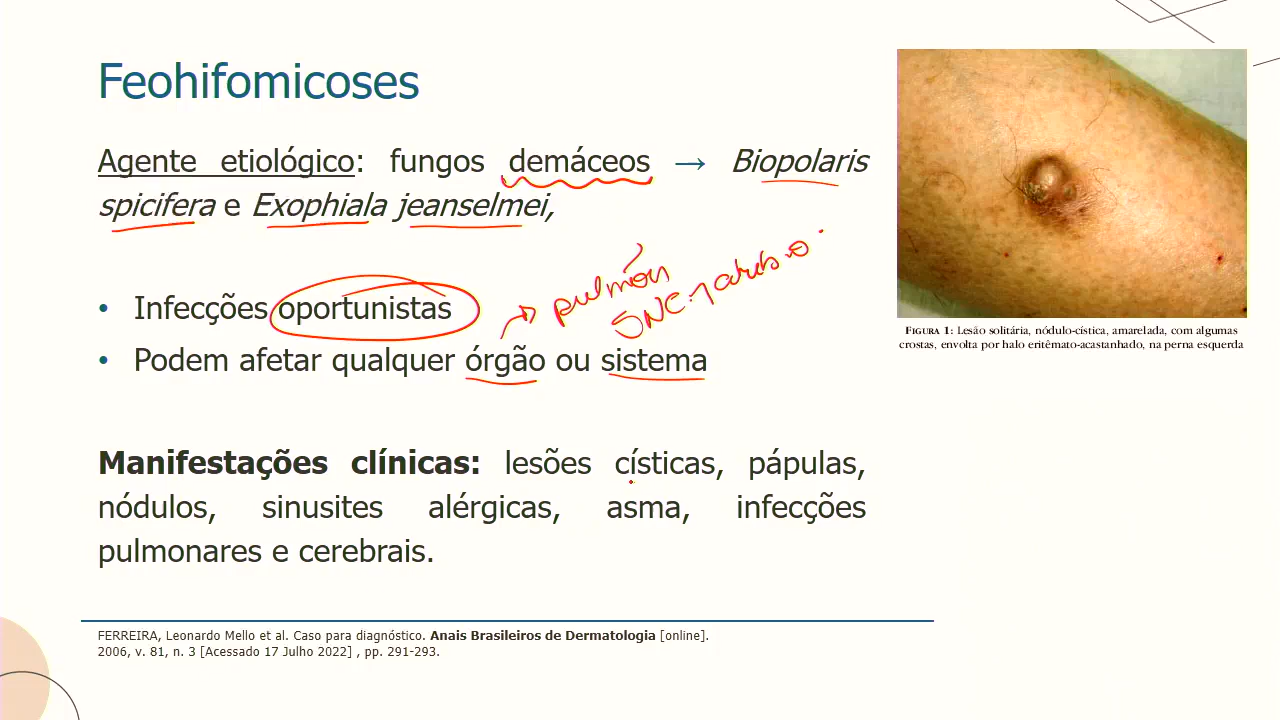 Feohifomicoses
Agente etiológico: fungos demáceos → Biopolaris
spicifera e Exophiala jeanselmei,
• Infecções oportunistas
• Podem afetar qualquer órgão ou sistema
SNC
Manifestações clínicas: lesões císticas, pápulas,
nódulos, sinusites alérgicas, asma, infecções
pulmonares e cerebrais.
FIGURA 1: Lesão solitária, nódulo-cística, amarelada, com algumas
crostas, envolta por halo eritêmato-acastanhado, na perna esquerda
FERREIRA, Leonardo Mello et al. Caso para diagnóstico. Anais Brasileiros de Dermatologia [online].
2006, v. 81, n. 3 [Acessado 17 Julho 2022] , pp. 291-293.